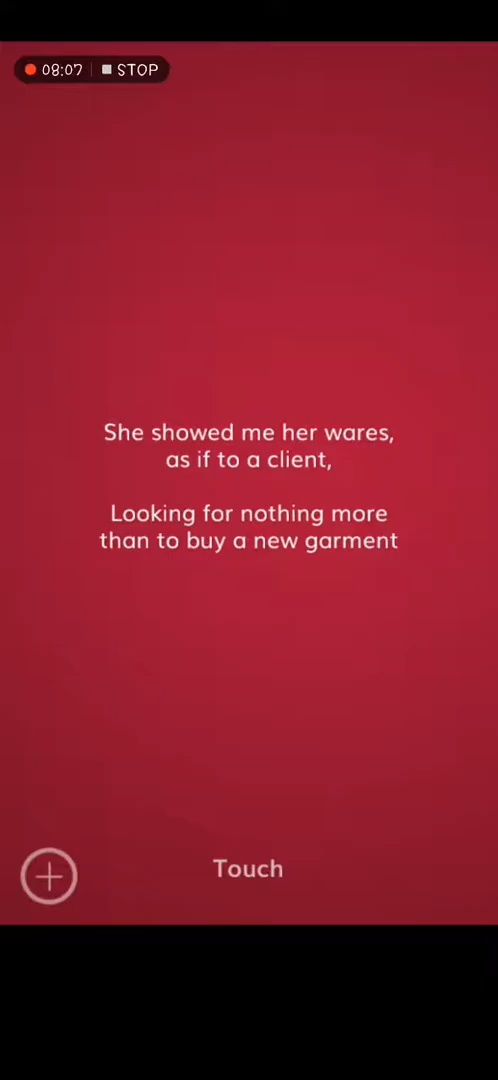 08:07 STOP
She showed me her wares,
as if to a client,
Looking for nothing more
than to buy a new garment
Touch